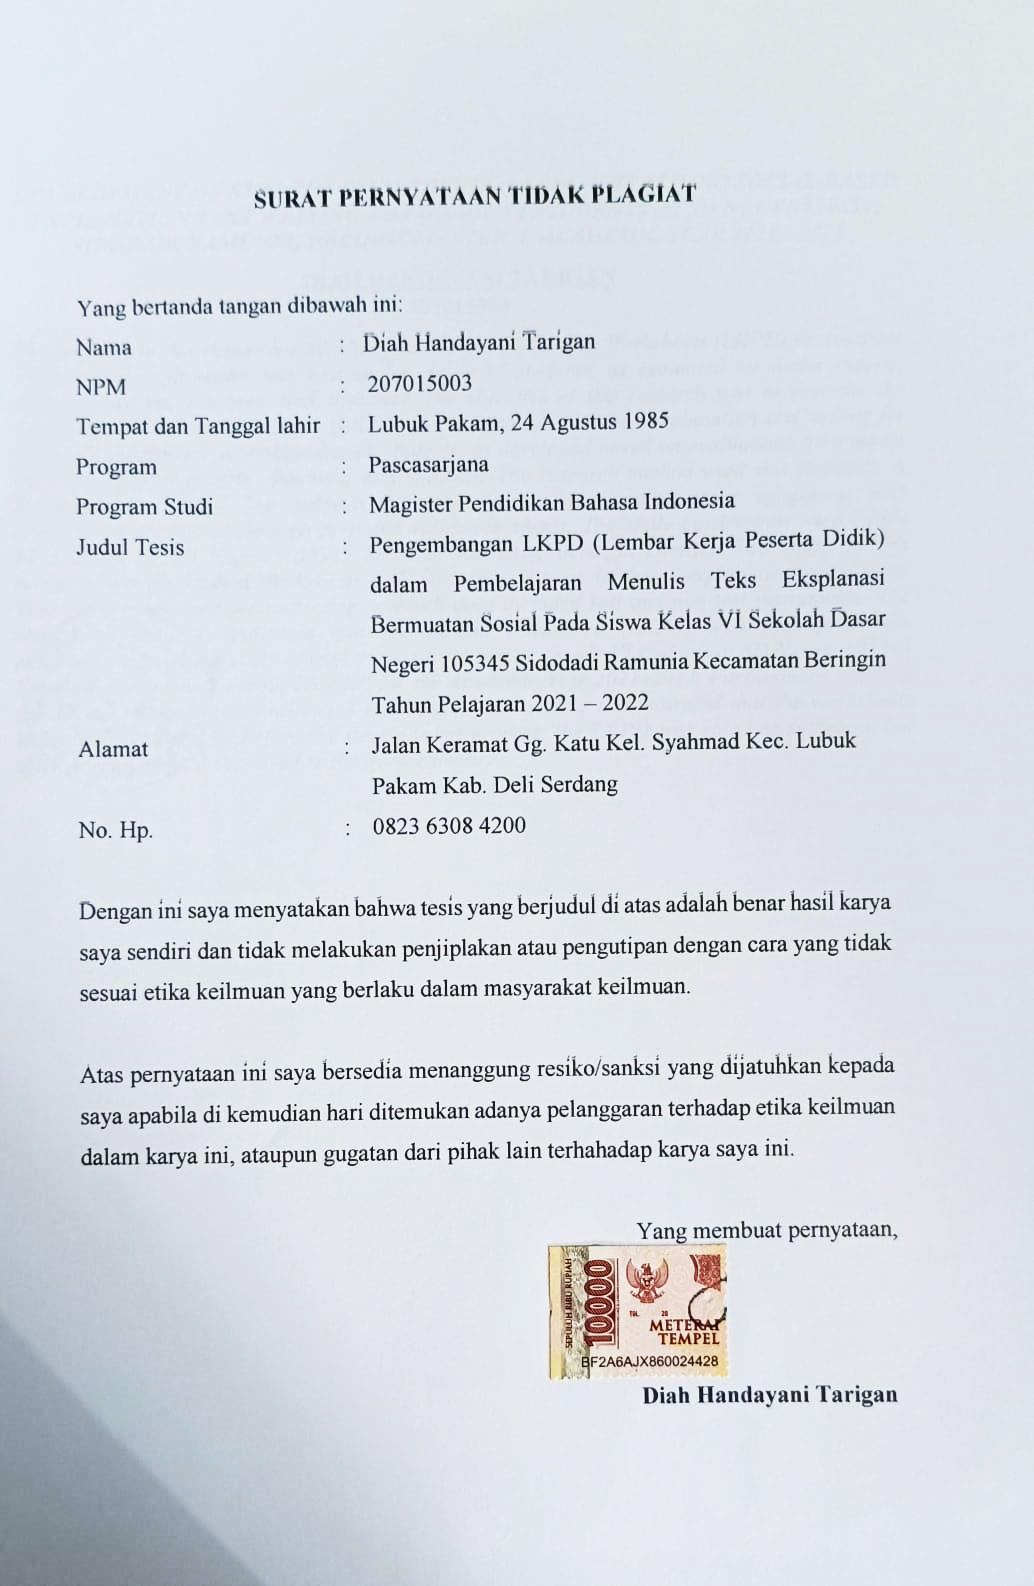 SURAT PERNYATAAN TIDAK PLAGIAT
Yang bertanda tangan dibawah ini:
Nama : Diah Handayani Tarigan
NPM : 207015003
Tempat dan Tanggal lahir : Lubuk Pakam, 24 Agustus 1985
Program : Pascasarjana
Program Studi : Magister Pendidikan Bahasa Indonesia
Judul Tesis : Pengembangan LKPD (Lembar Kerja Peserta Didik)
dalam Pembelajaran Menulis Teks Eksplanasi
Bermuatan Sosial Pada Siswa Kelas VI Sekolah Dasar
Negeri 105345 Sidodadi Ramunia Kecamatan Beringin
Tahun Pelajaran 2021 – 2022
Alamat : Jalan Keramat Gg. Katu Kel. Syahmad Kec. Lubuk
Pakam Kab. Deli Serdang
No. Hp. : 0823 6308 4200
Dengan ini saya menyatakan bahwa tesis yang berjudul di atas adalah benar hasil karya
saya sendiri dan tidak melakukan penjiplakan atau pengutipan dengan cara yang tidak
sesuai etika keilmuan yang berlaku dalam masyarakat keilmuan.
Atas pernyataan ini saya bersedia menanggung resiko/sanksi yang dijatuhkan kepada
saya apabila di kemudian hari ditemukan adanya pelanggaran terhadap etika keilmuan
dalam karya ini, ataupun gugatan dari pihak lain terhahadap karya saya ini.
Yang membuat pernyataan,
SEPULUH RIBU RUPIAH
10000
TGL. 20
METERAI
TEMPEL
BF2A6AJX860024428
Diah Handayani Tarigan